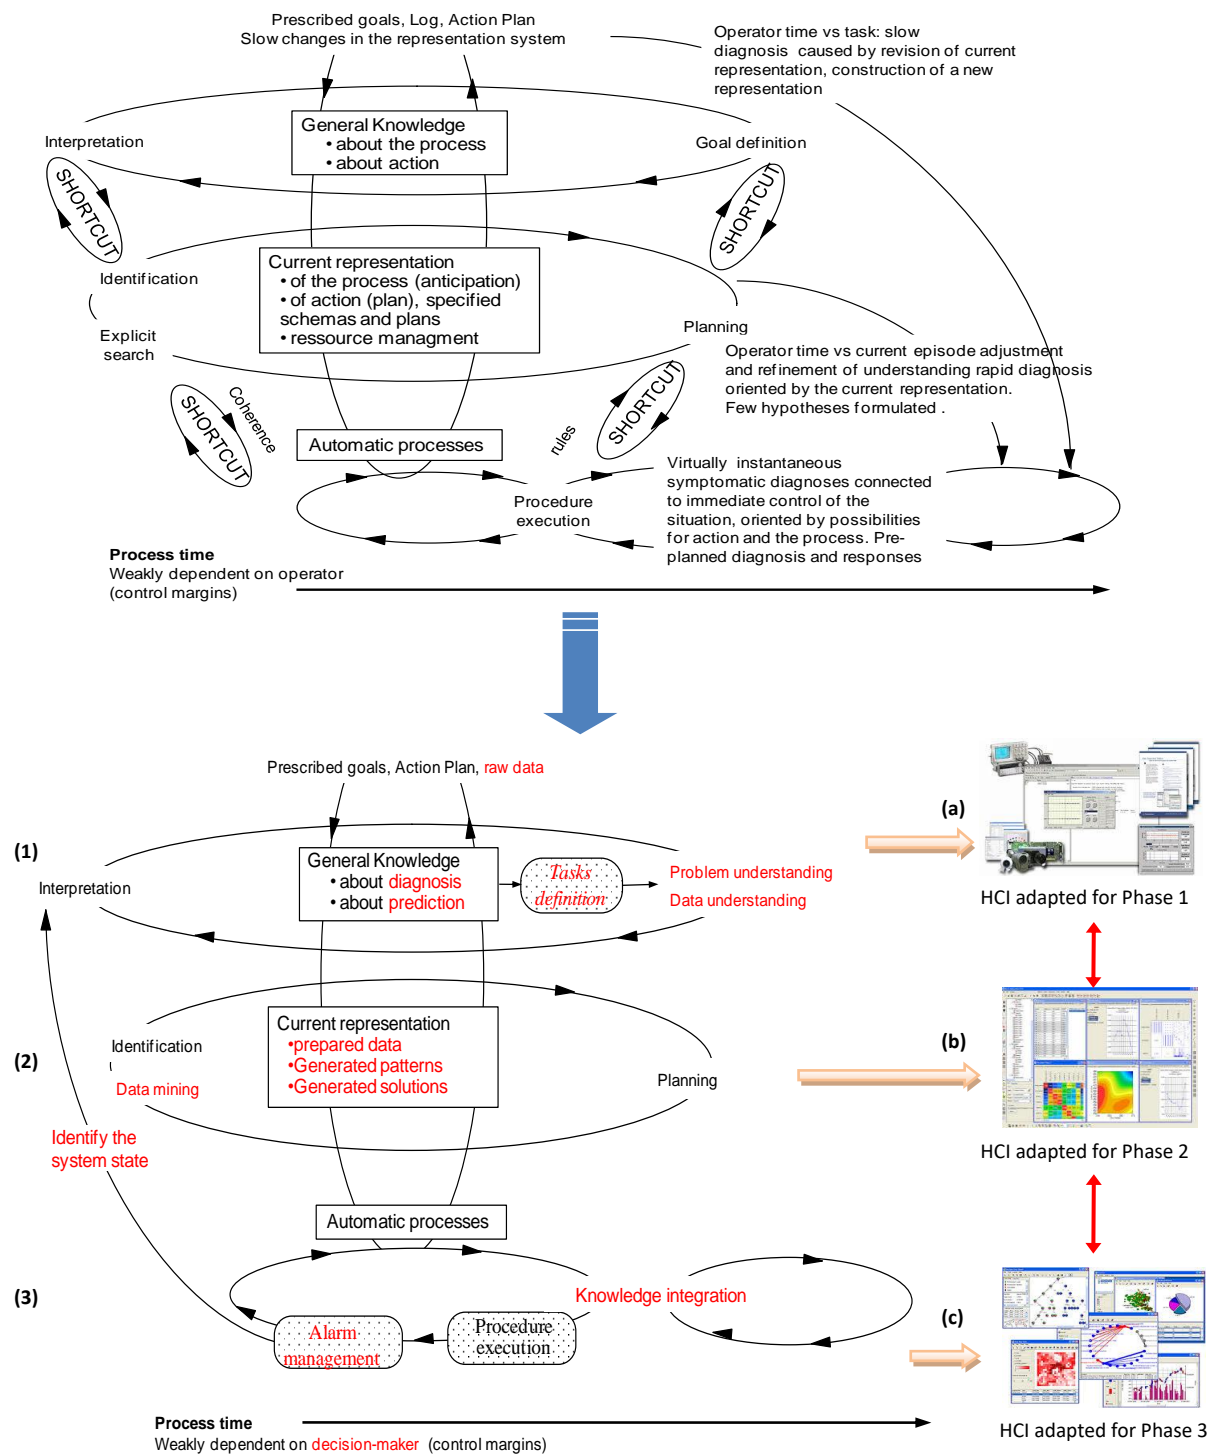 Prescribed goals, Log, Action Plan
Slow changes in the representation system
Operator time vs task: slow
diagnosis caused by revision of current
representation, construction of a new
representation
General Knowledge
• about the process
• about action
Interpretation
Goal definition
SHORTCUT
SHORTCUT
Current representation
• of the process (anticipation)
• of action (plan), specified
schemas and plans
• ressource managment
Identification
Explicit
search
Planning
Operator time vs current episode adjustment
and refinement of understanding rapid diagnosis
oriented by the current representation.
Few hypotheses formulated .
SHORTCUT
Coherence
rules
SHORTCUT
Automatic processes
Procedure
execution
Virtually instantaneous
symptomatic diagnoses connected
to immediate control of the
situation, oriented by possibilities
for action and the process. Pre-
planned diagnosis and responses
Process time
Weakly dependent on operator
(control margins)
Prescribed goals, Action Plan, raw data
(1)
Interpretation
General Knowledge
• about diagnosis
• about prediction
Tasks
definition
Problem understanding
Data understanding
(a)
HCI adapted for Phase 1
(2)
Identification
Data mining
Current representation
•prepared data
•Generated patterns
•Generated solutions
Planning
(b)
HCI adapted for Phase 2
Identify the
system state
Automatic processes
(3)
Knowledge integration
Alarm
management
Procedure
execution
(c)
HCI adapted for Phase 3
Process time
Weakly dependent on decision-maker (control margins)